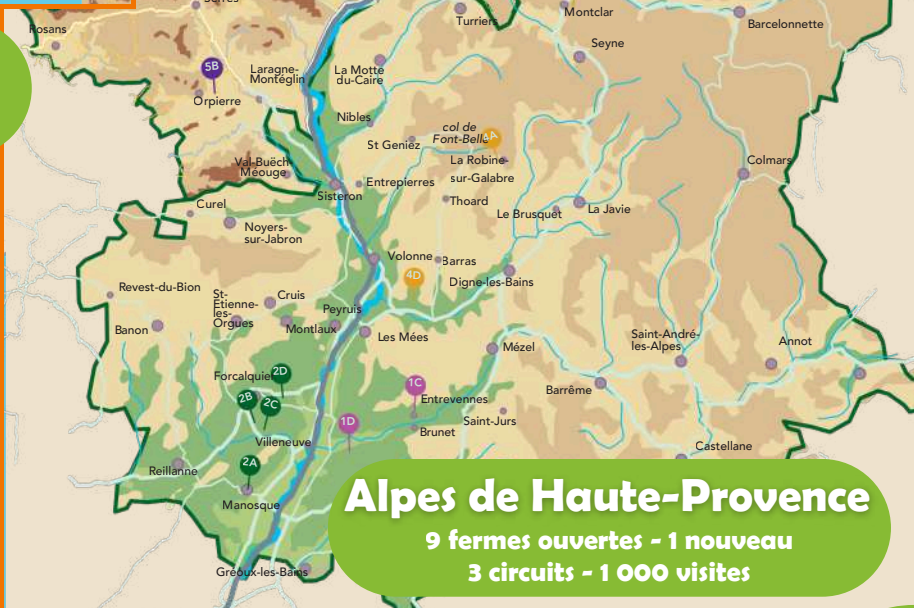 Serres
Rosans
Turriers
Montclar
Barcelonnette
Seyne
5B
Laragne-
Montéglin
La Motte
du-Caire
Orpierre
Nibles
St Geniez
col de
Font-Belle
4A
La Robine-
sur-Galabre
Colmars
Val-Buëch-
Méouge
Sisteron
Entrepierres
Thoard
Curel
Le Brusquet
La Javie
Noyers-
sur-Jabron
Volonne
Barras
4D
Digne-les-Bains
Revest-du-Bion
St-
Etienne-
les-
Orgues
Cruis
Peyruis
Banon
Montlaux
Les Mées
Mézel
Saint-André-
les-Alpes
Annot
Forcalquier
2D
1C
Barrême
2B
2C
Entrevennes
1D
Saint-Jurs
Brunet
Villeneuve
Castellane
Reillanne
2A
Manosque
Gréoux-les-Bains
Alpes de Haute-Provence
9 fermes ouvertes - 1 nouveau
3 circuits - 1 000 visites